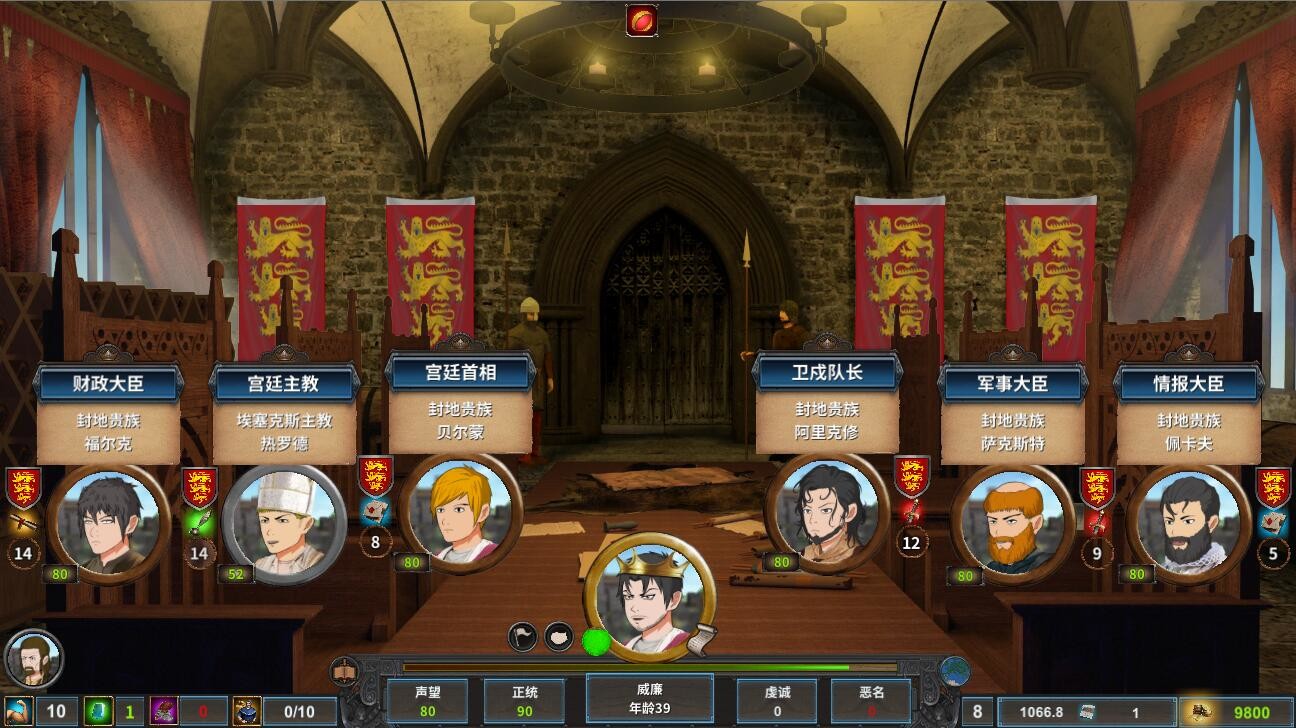 宫廷首相
卫戍队长
财政大臣
宫廷主教
军事大臣
情报大臣
封地贵族
贝尔蒙
封地贵族
阿里克修
封地贵族
福尔克
埃塞克斯主教
热罗德
封地贵族
萨克斯特
封地贵族
佩卡夫
14
14
8
12
9
5
80
52
80
80
80
80
声望
80
正统
90
威廉
年龄39
虔诚
0
恶名
0
10
1
0
0/10
8
1066.8
1
9800